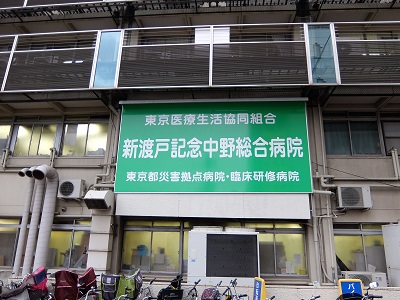 東京医療生活協同組合
新渡戸記念中野総合病院
東京都災害拠点病院・臨床研修病院